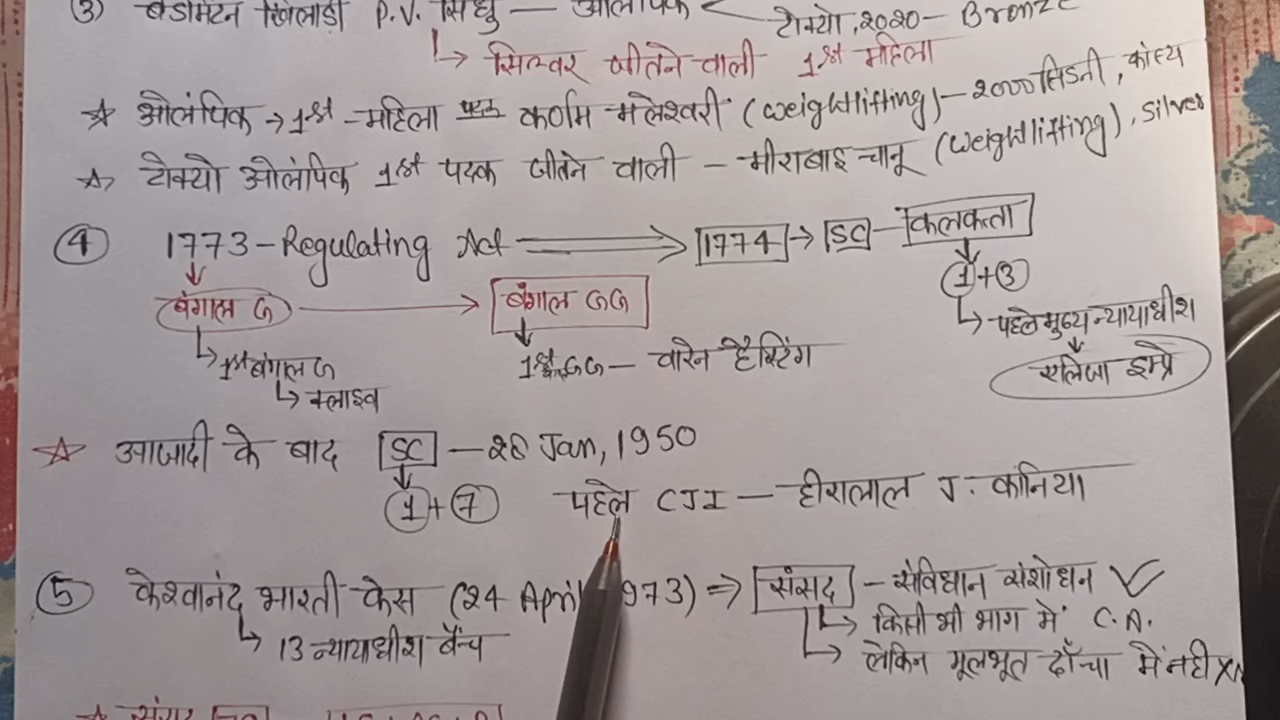 ③ बैडमिंटन खिलाड़ी P.V. सिंधु — ओलंपिक < टोक्यो, 2020 - Bronze
↳ सिल्वर जीतने वाली 1st महिला
☆ ओलंपिक → 1st - महिला पदक कर्णाम मलेश्वरी (Weightlifting) - 2000 सिडनी, कांस्य
☆ टोक्यो ओलंपिक 1st पदक जीतने वाली - मीराबाइ चानू (Weightlifting), Silver
④ 1773 - Regulating Act ⟹ 1774 → SC - कलकता
① + ③
बंगाल G → बंगाल GG
↳ पहले मुख्य न्यायाधीश
↳ 1st बंगाल G
1st GG - वारेन हैस्टिंग
एलिजा इम्प्रे
↳ क्लाइव
☆ आजादी के बाद SC - 28 Jan, 1950
① + ⑦ पहले CJI - हीरालाल J. कानिया
⑤ केश्वानंद भारती केस (24 April 1973) ⇒ संसद - संविधान संशोधन ✓
↳ किसी भी भाग में C.A.
↳ 13 न्यायाधीश बैंच
↳ लेकिन मूलभूत ढाँचा में नही X